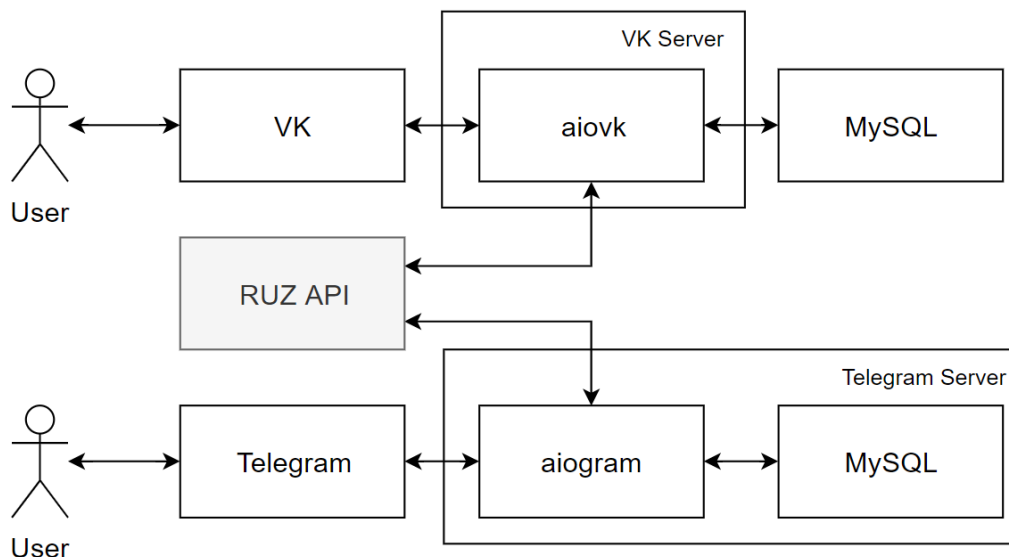 VK Server
VK
aiovk
MySQL
User
RUZ API
Telegram Server
Telegram
aiogram
MySQL
User